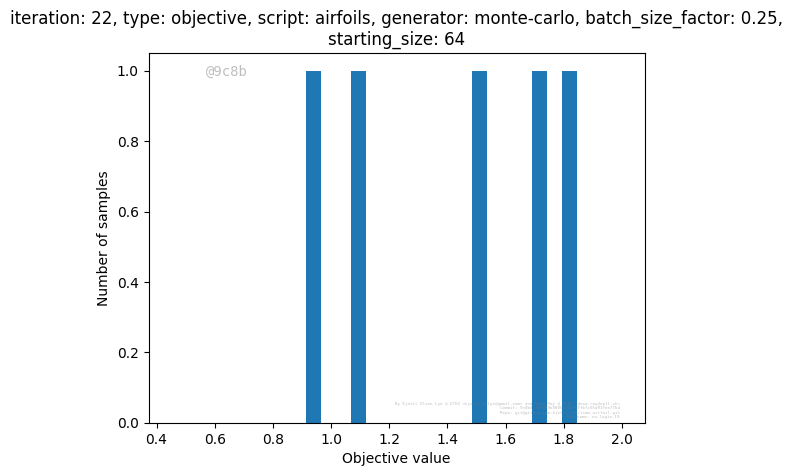 iteration: 22, type: objective, script: airfoils, generator: monte-carlo, batch_size_factor: 0.25,
starting_size: 64
@9c8b
1.0
0.8
0.6
0.4
0.2
0.0
Number of samples
0.4 0.6 0.8 1.0 1.2 1.4 1.6 1.8 2.0
Objective value